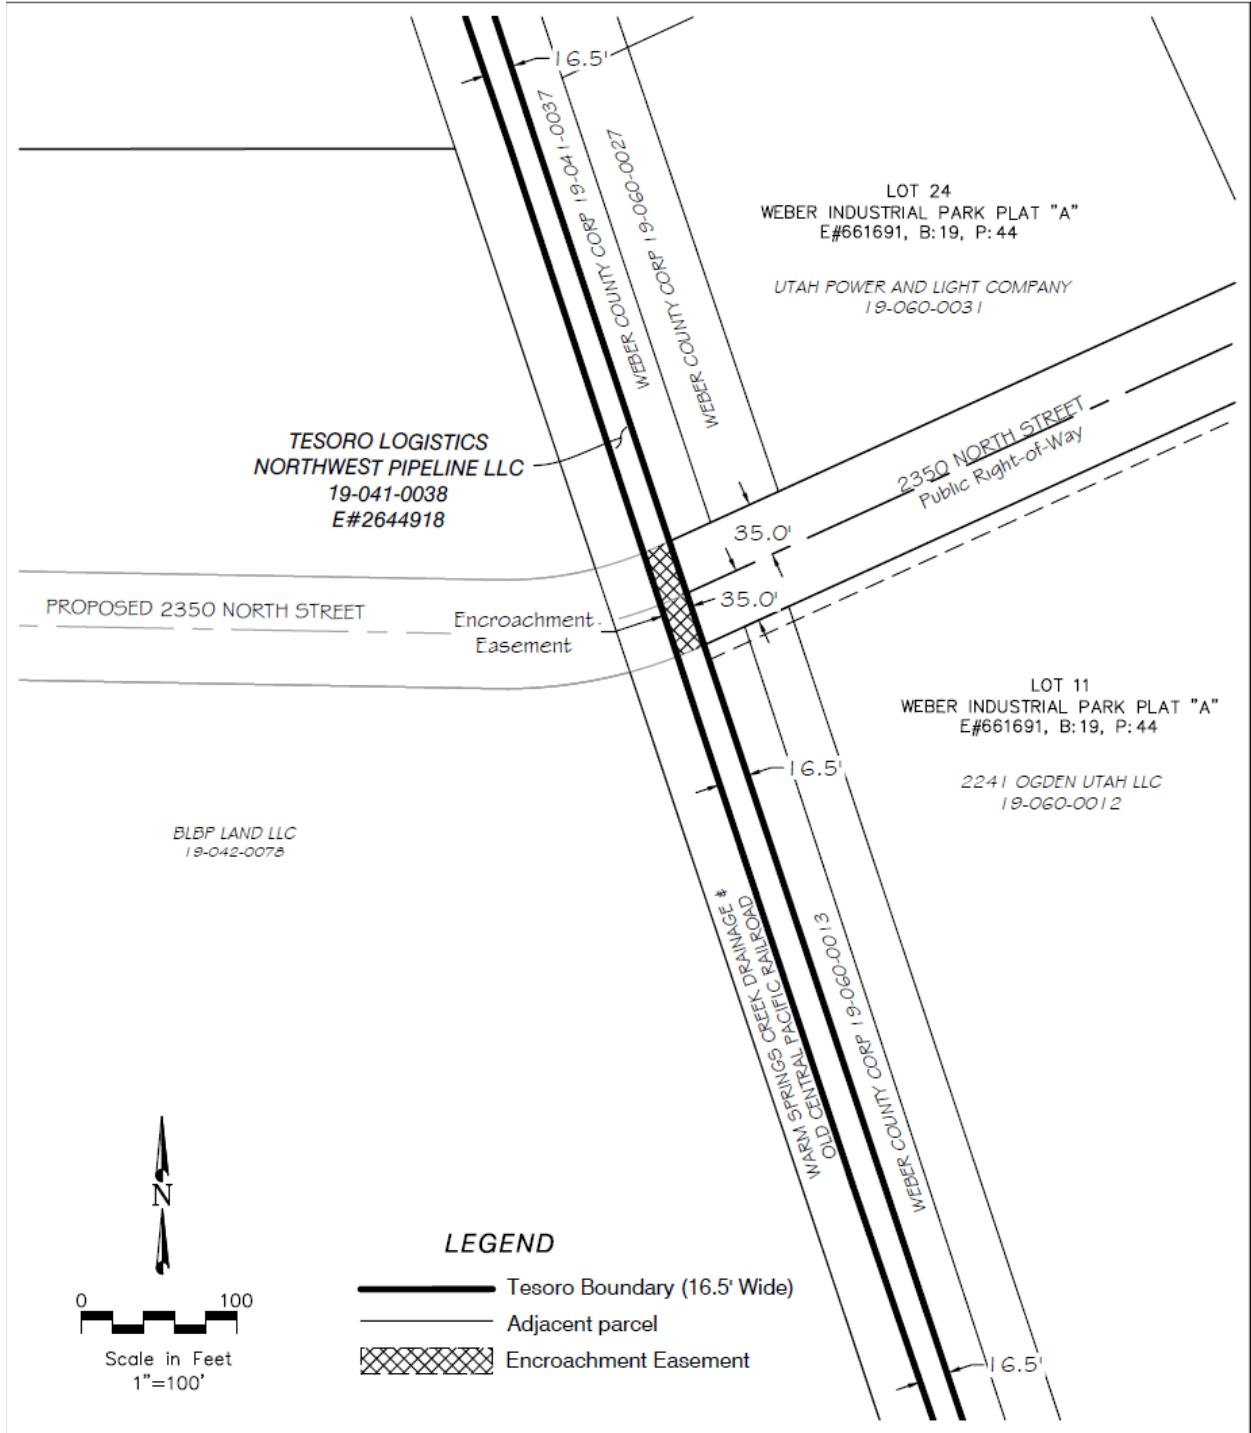 16.5'
WEBER COUNTY CORP 19-041-0037
WEBER COUNTY CORP 19-060-0027
LOT 24
WEBER INDUSTRIAL PARK PLAT "A"
E#661691, B:19, P:44
UTAH POWER AND LIGHT COMPANY
19-060-0031
TESORO LOGISTICS
NORTHWEST PIPELINE LLC
19-041-0038
E#2644918
2350 NORTH STREET
Public Right-of-Way
35.0'
35.0'
PROPOSED 2350 NORTH STREET
Encroachment
Easement
LOT 11
WEBER INDUSTRIAL PARK PLAT "A"
E#661691, B:19, P:44
2241 OGDEN UTAH LLC
19-060-0012
16.5'
BLBP LAND LLC
19-042-0078
WARM SPRINGS CREEK DRAINAGE &
OLD CENTRAL PACIFIC RAILROAD
WEBER COUNTY CORP 19-060-0013
N
0 100
Scale in Feet
1"=100'
LEGEND
Tesoro Boundary (16.5' Wide)
Adjacent parcel
Encroachment Easement
16.5'